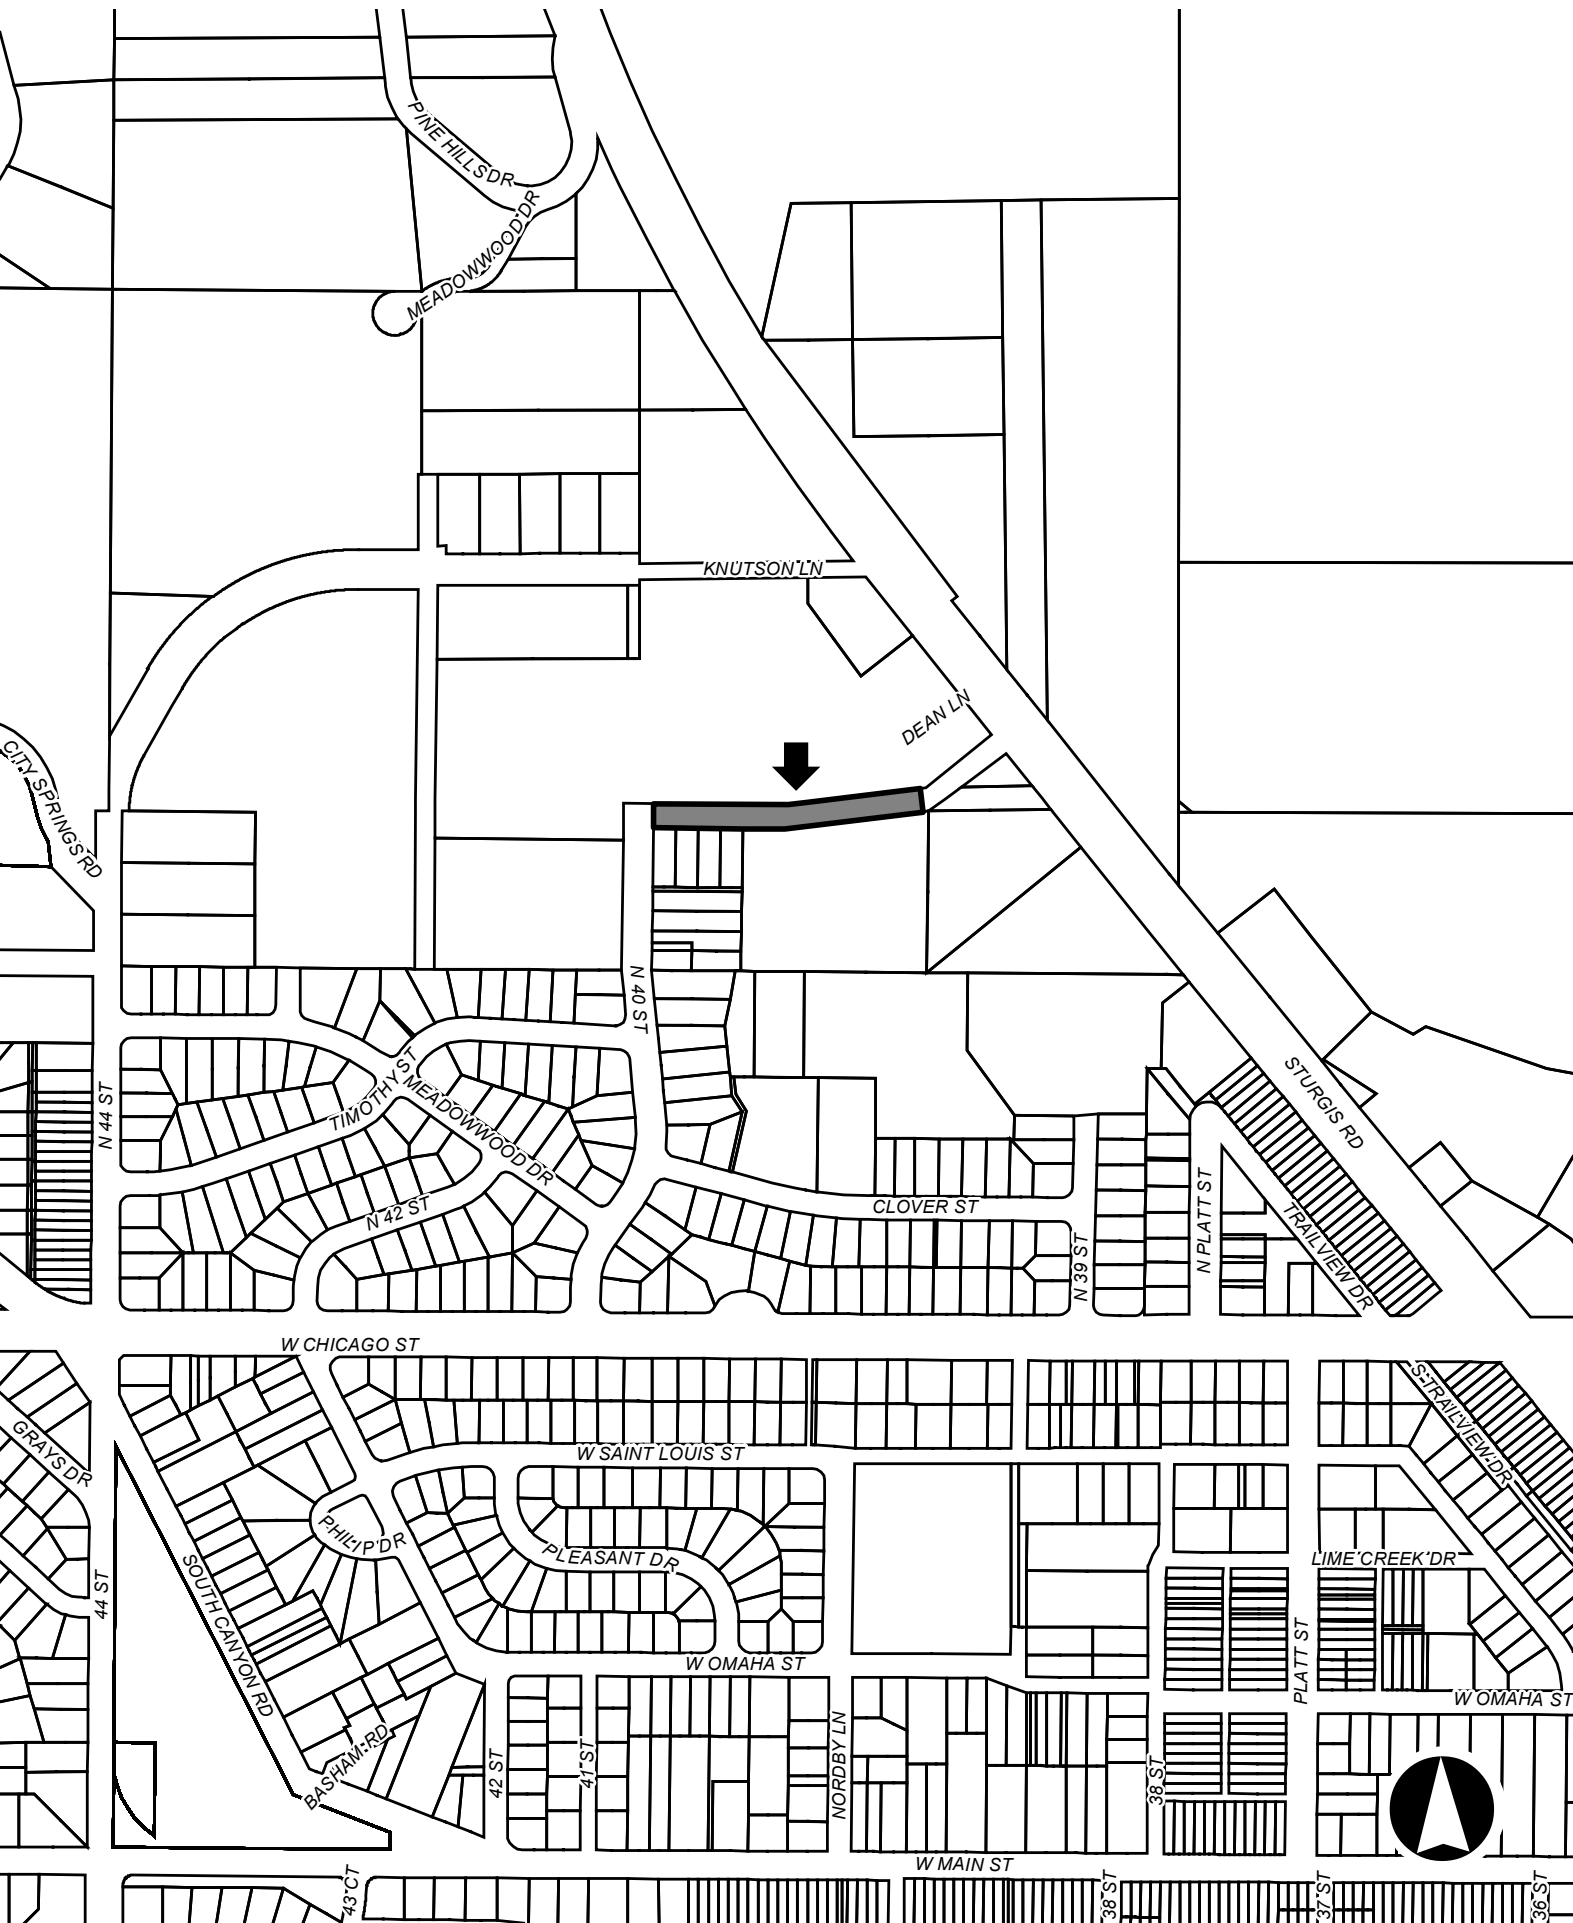 PINE HILLS DR
MEADOWWOOD DR
KNUTSON LN
DEAN LN
CITY SPRINGS RD
N 40 ST
STURGIS RD
N 44 ST
TIMOTHY ST
MEADOWWOOD DR
N 42 ST
CLOVER ST
N PLATT ST
TRAILVIEW DR
N 39 ST
W CHICAGO ST
S TRAILVIEW DR
GRAYS DR
W SAINT LOUIS ST
PHILIP DR
PLEASANT DR
LIME CREEK DR
44 ST
SOUTH CANYON RD
PLATT ST
W OMAHA ST
W OMAHA ST
BASHAM RD
42 ST
41 ST
NORDBY LN
38 ST
W MAIN ST
43 CT
38 ST
37 ST
36 ST